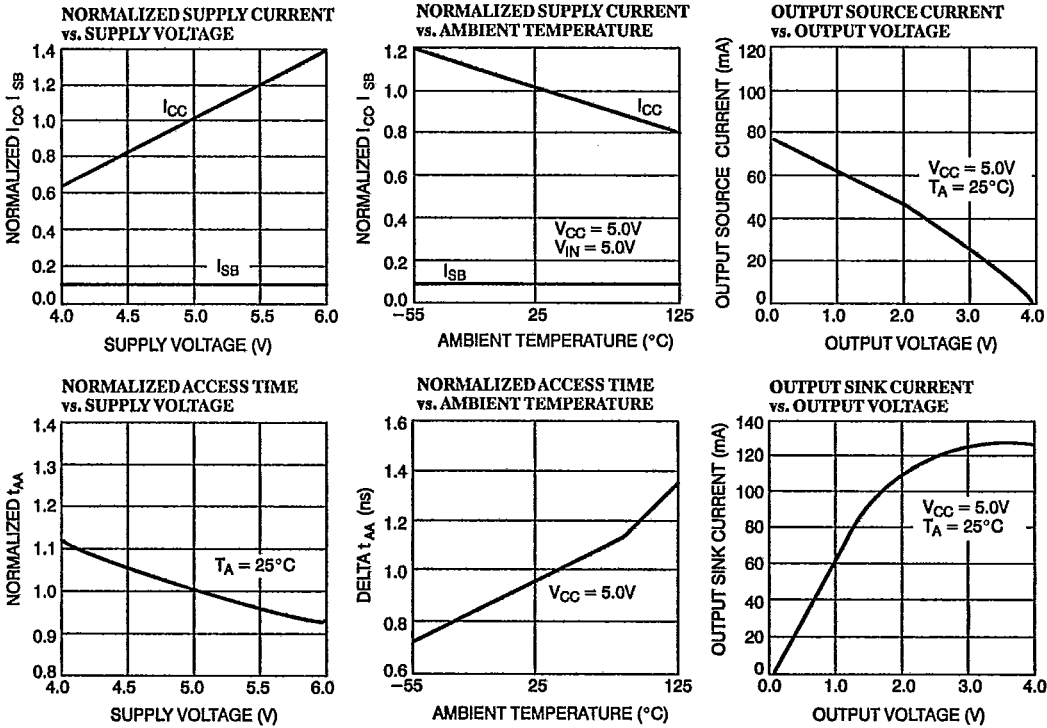 NORMALIZED SUPPLY CURRENT
vs. SUPPLY VOLTAGE
NORMALIZED ICC, ISB
1.4
1.2
1.0
0.8
0.6
0.4
0.2
0.0
ICC
ISB
4.0 4.5 5.0 5.5 6.0
SUPPLY VOLTAGE (V)
NORMALIZED SUPPLY CURRENT
vs. AMBIENT TEMPERATURE
NORMALIZED ICC, ISB
1.2
1.0
0.8
0.6
0.4
0.2
0.0
ICC
VCC = 5.0V
VIN = 5.0V
ISB
−55 25 125
AMBIENT TEMPERATURE (°C)
OUTPUT SOURCE CURRENT
vs. OUTPUT VOLTAGE
OUTPUT SOURCE CURRENT (mA)
120
100
80
60
40
20
0
VCC = 5.0V
TA = 25°C)
0.0 1.0 2.0 3.0 4.0
OUTPUT VOLTAGE (V)
NORMALIZED ACCESS TIME
vs. SUPPLY VOLTAGE
NORMALIZED tAA
1.4
1.3
1.2
1.1
1.0
0.9
0.8
TA = 25°C
4.0 4.5 5.0 5.5 6.0
SUPPLY VOLTAGE (V)
NORMALIZED ACCESS TIME
vs. AMBIENT TEMPERATURE
DELTA tAA (ns)
1.6
1.4
1.2
1.0
0.8
0.6
VCC = 5.0V
−55 25 125
AMBIENT TEMPERATURE (°C)
OUTPUT SINK CURRENT
vs. OUTPUT VOLTAGE
OUTPUT SINK CURRENT (mA)
140
120
100
80
60
40
20
0
VCC = 5.0V
TA = 25°C
0.0 1.0 2.0 3.0 4.0
OUTPUT VOLTAGE (V)